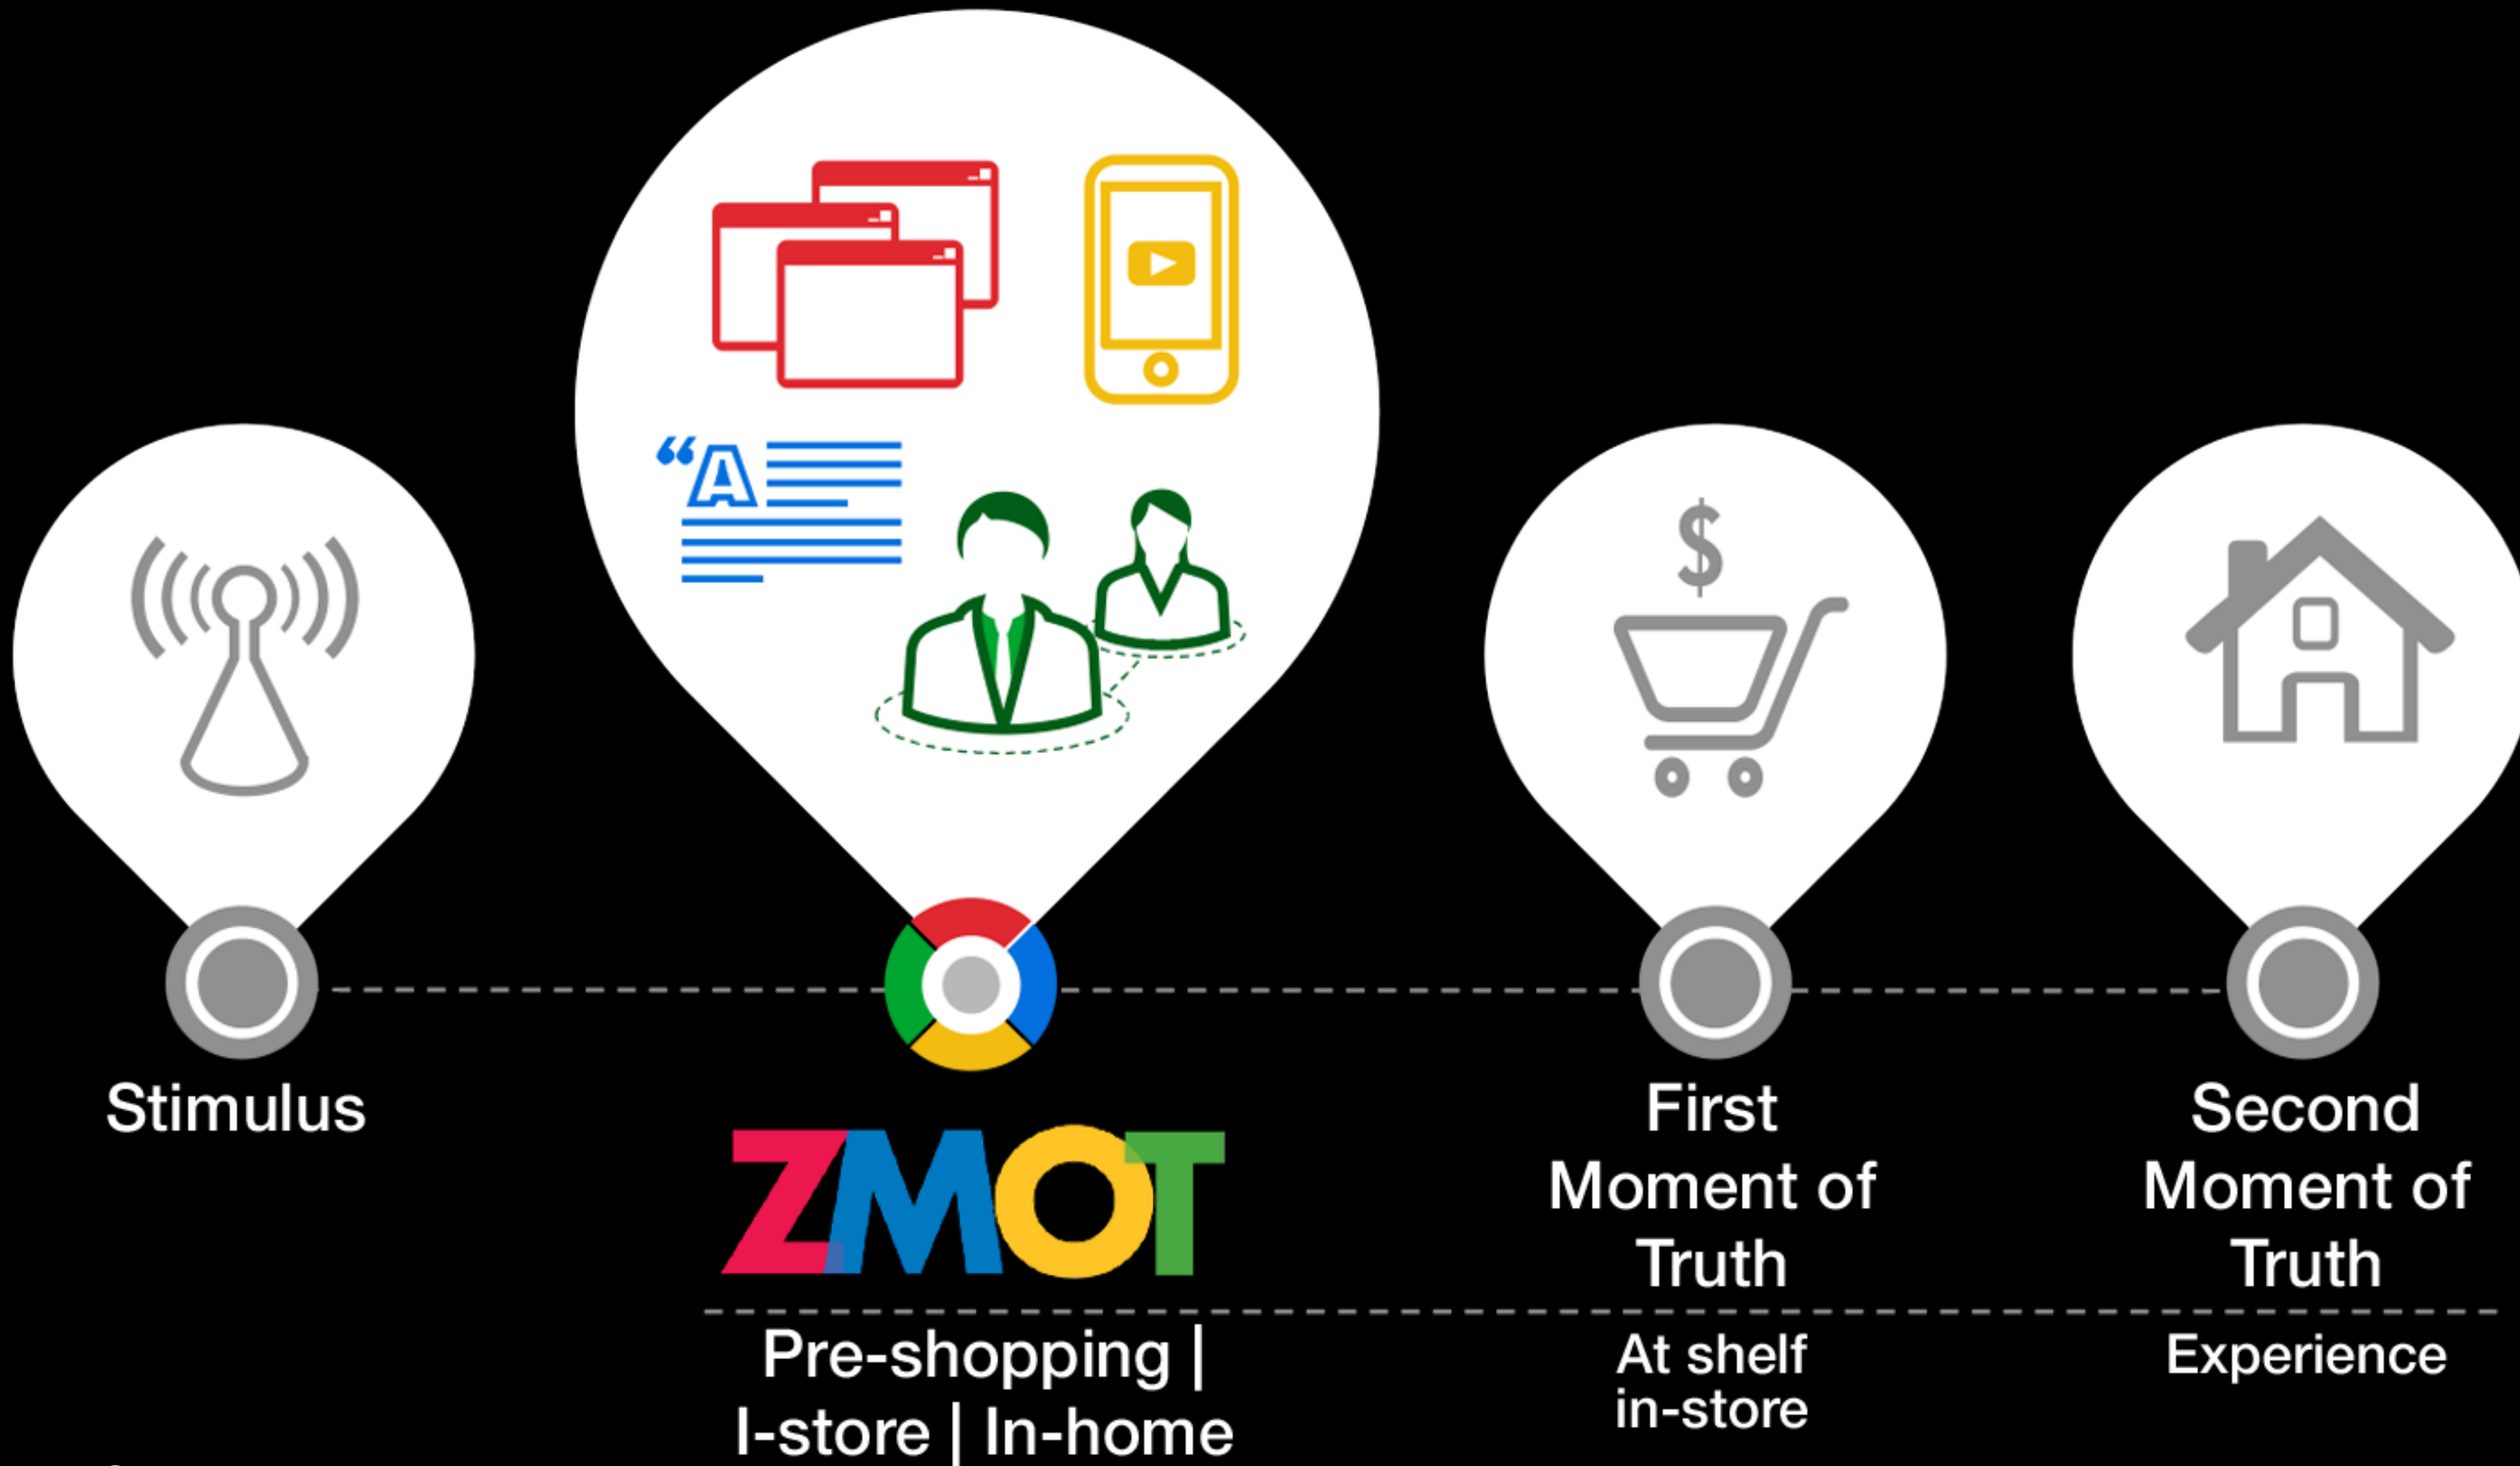 “A
$
Stimulus
ZMOT
Pre-shopping |
I-store | In-home
First
Moment of
Truth
At shelf
in-store
Second
Moment of
Truth
Experience